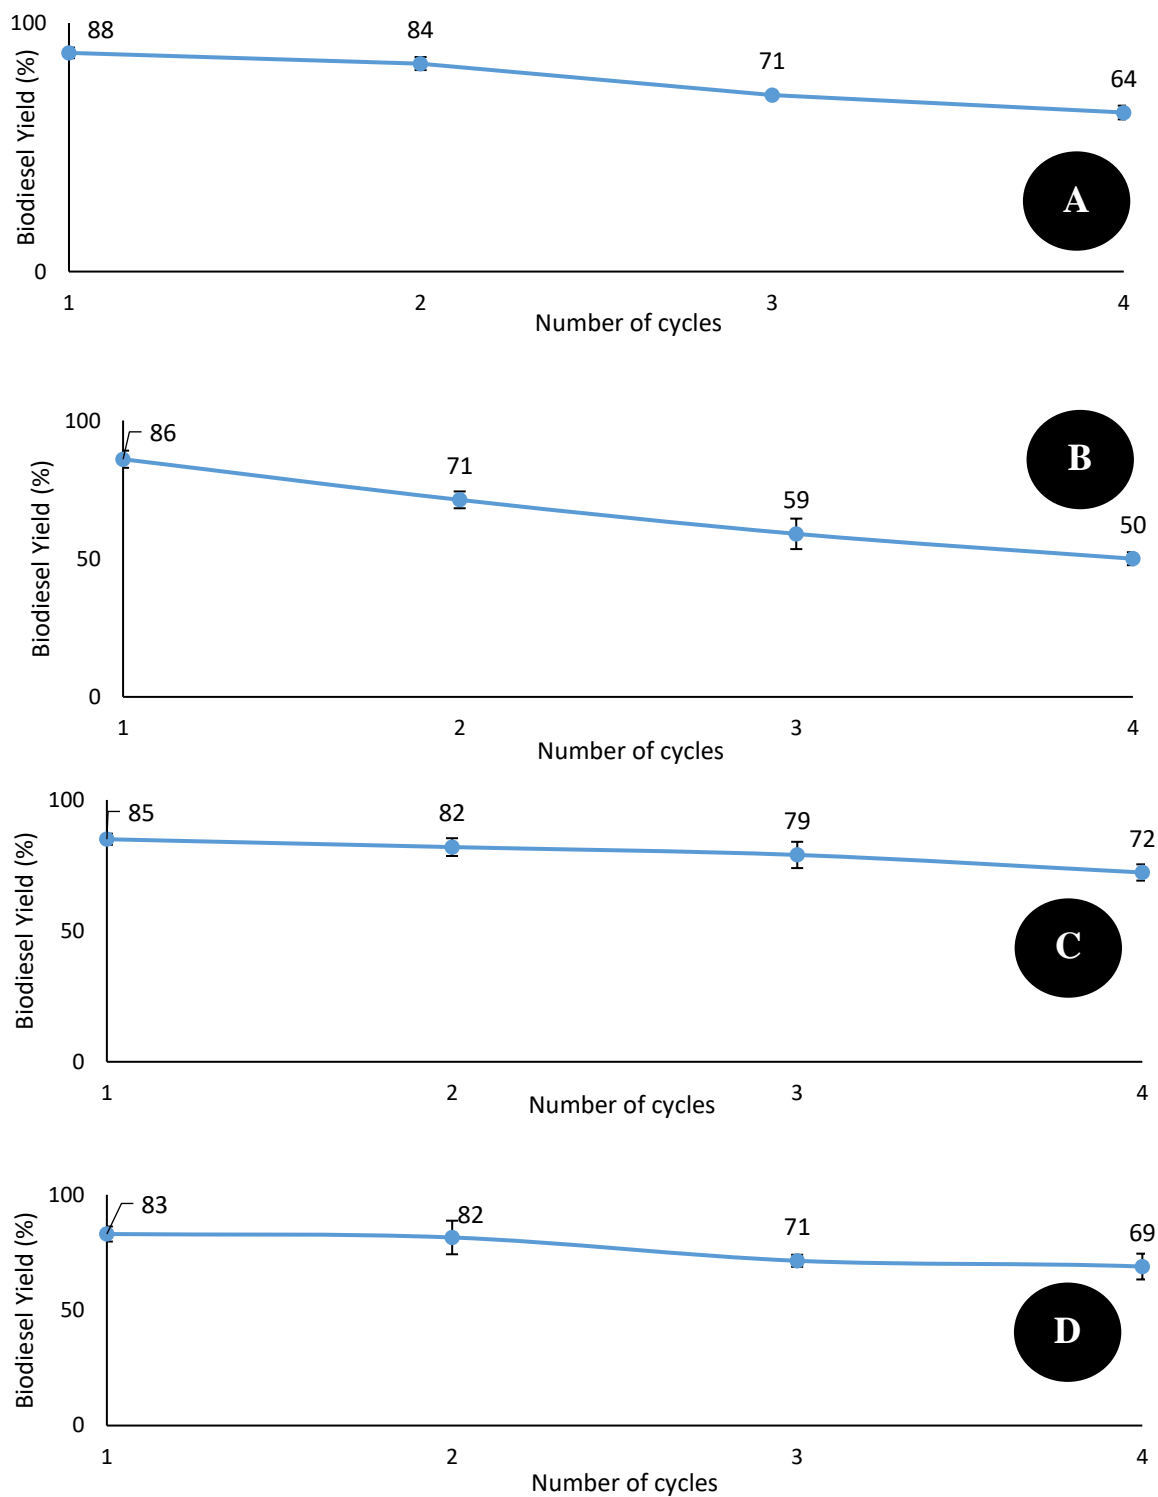 100
88
84
71
64
Biodiesel Yield (%)
A
0
1 2 3 4
Number of cycles
100
86
71
59
50
B
Biodiesel Yield (%)
50
0
1 2 3 4
Number of cycles
100
85
82
79
72
Biodiesel Yield (%)
50
C
0
1 2 3 4
Number of cycles
100
83
82
71
69
Biodiesel Yield (%)
50
D
0
1 2 3 4
Number of cycles